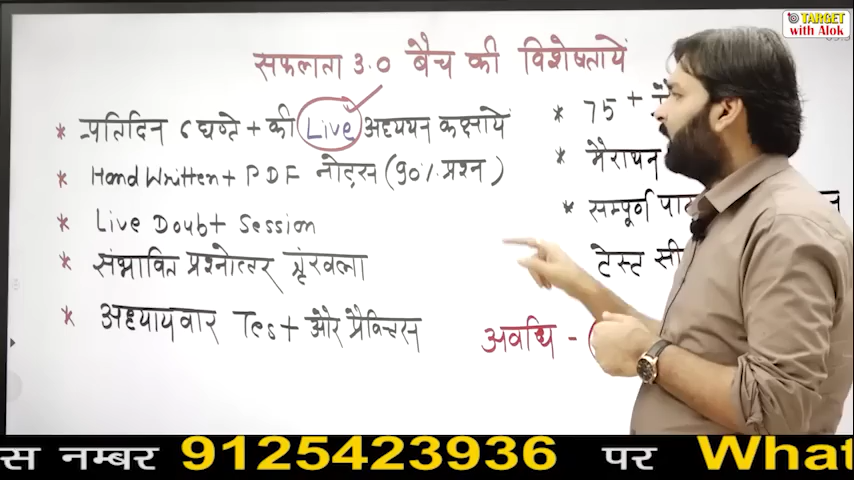 TARGET
with Alok
सफलता 3.0 बैच की विशेषतायें
* प्रतिदिन 6 घण्टे + की Live अध्ययन कक्षायें
* Hand Written + PDF नोट्स (90% प्रश्न)
* Live Doubt Session
* संभावित प्रश्नोत्तर श्रृंखला
* अध्यायवार Test और प्रैक्टिस
* 75 +
* मैराथन
* सम्पूर्ण
टेस्ट
अवधि -
स नम्बर 9125423936 पर What